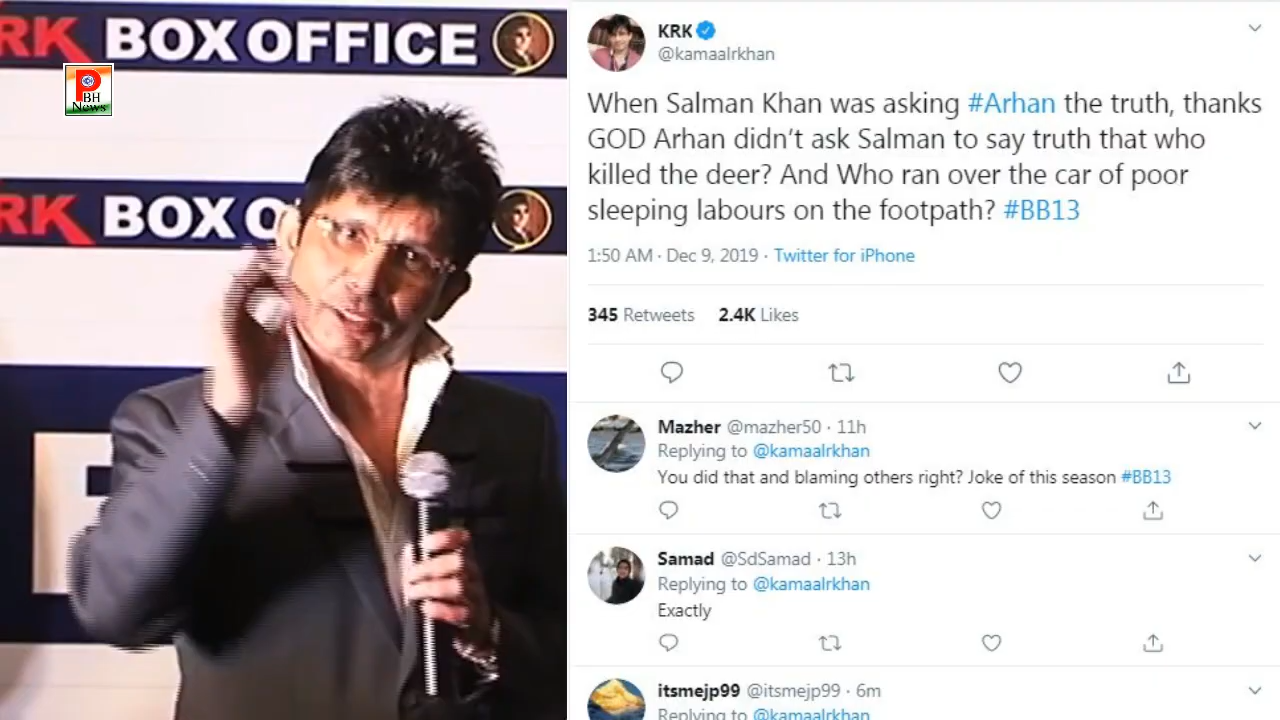 RK BOX OFFICE
P
BH
News
RK BOX O
KRK
@kamaalrkhan
When Salman Khan was asking #Arhan the truth, thanks
GOD Arhan didn’t ask Salman to say truth that who
killed the deer? And Who ran over the car of poor
sleeping labours on the footpath? #BB13
1:50 AM · Dec 9, 2019 · Twitter for iPhone
345 Retweets 2.4K Likes
Mazher @mazher50 · 11h
Replying to @kamaalrkhan
You did that and blaming others right? Joke of this season #BB13
Samad @SdSamad · 13h
Replying to @kamaalrkhan
Exactly
itsmejp99 @itsmejp99 · 6m
Replying to @kamaalrkhan